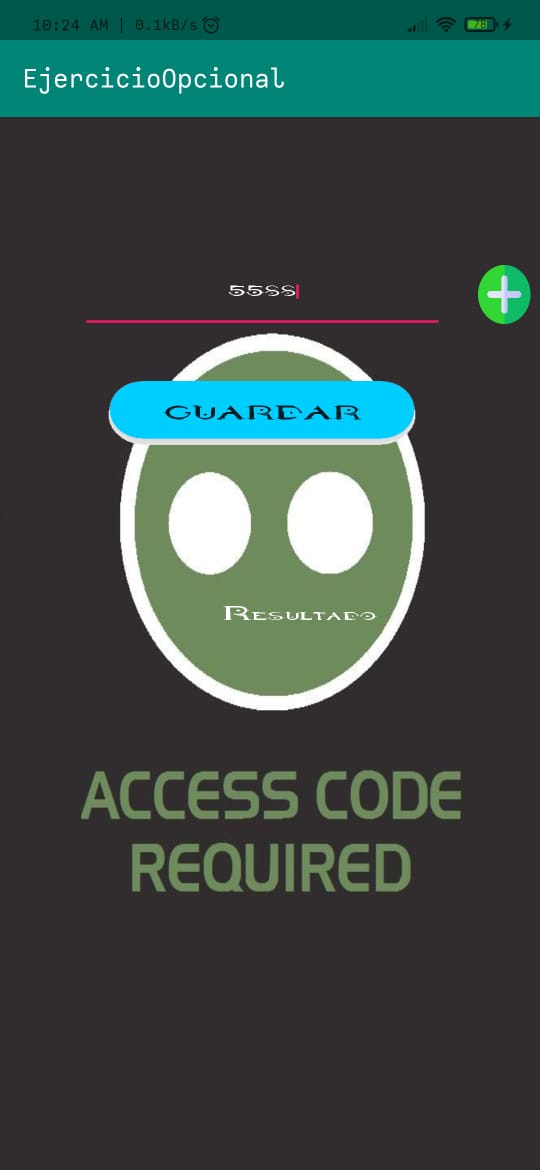 10:24 AM | 0.1kB/s
78
EjercicioOpcional
5588
GUARDAR
Resultado
ACCESS CODE
REQUIRED